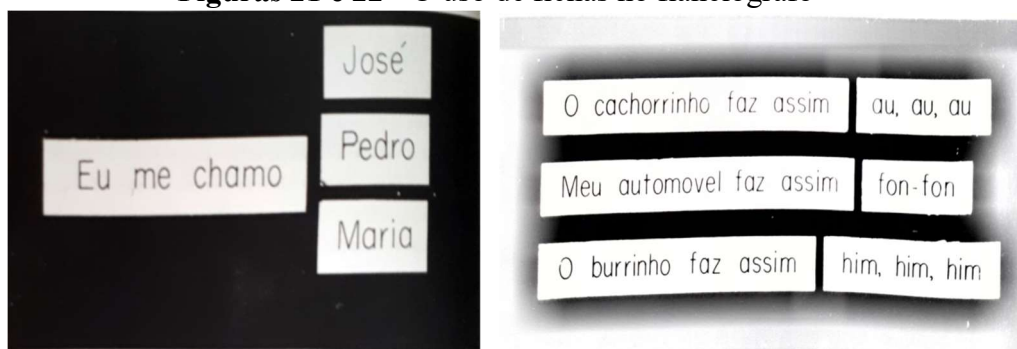 José
Eu me chamo
Pedro
Maria
O cachorrinho faz assim au, au, au
Meu automovel faz assim fon-fon
O burrinho faz assim him, him, him